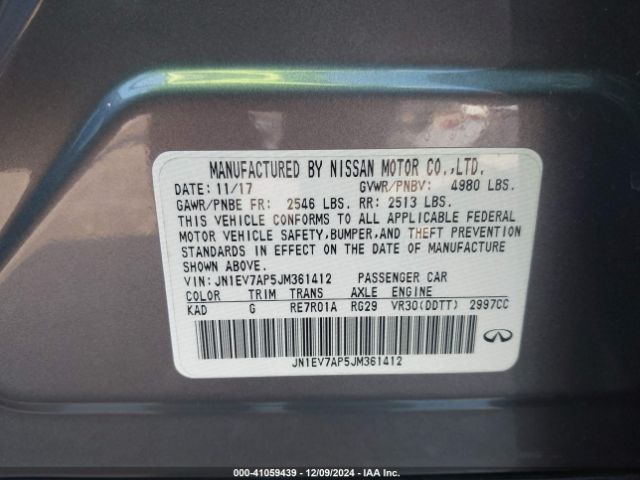 MANUFACTURED BY NISSAN MOTOR CO.,LTD.
DATE: 11/17 GVWR/PNBV: 4980 LBS.
GAWR/PNBE FR: 2546 LBS. RR: 2513 LBS.
THIS VEHICLE CONFORMS TO ALL APPLICABLE FEDERAL
MOTOR VEHICLE SAFETY,BUMPER,AND THEFT PREVENTION
STANDARDS IN EFFECT ON THE DATE OF MANUFACTURE
SHOWN ABOVE.
VIN: JN1EV7AP5JM361412 PASSENGER CAR
COLOR TRIM TRANS AXLE ENGINE
KAD G RE7R01A RG29 VR30(DDTT) 2997CC
JN1EV7AP5JM361412
000-41059439 - 12/09/2024 - IAA Inc.